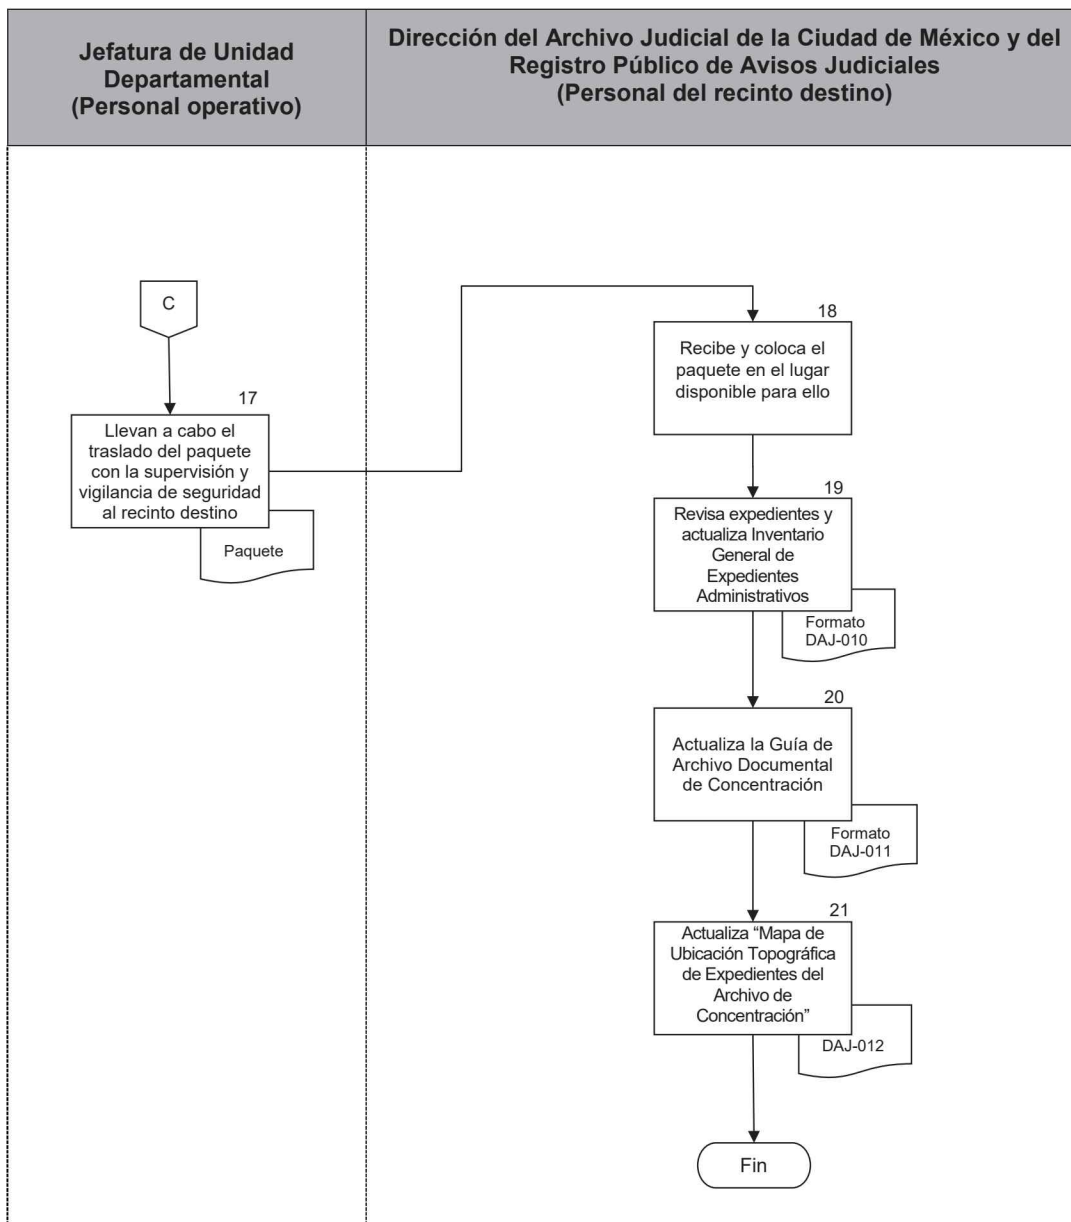 Jefatura de Unidad
Departamental
(Personal operativo)
Dirección del Archivo Judicial de la Ciudad de México y del
Registro Público de Avisos Judiciales
(Personal del recinto destino)
C
17
Llevan a cabo el
traslado del paquete
con la supervisión y
vigilancia de seguridad
al recinto destino
Paquete
18
Recibe y coloca el
paquete en el lugar
disponible para ello
19
Revisa expedientes y
actualiza Inventario
General de
Expedientes
Administrativos
Formato
DAJ-010
20
Actualiza la Guía de
Archivo Documental
de Concentración
Formato
DAJ-011
21
Actualiza “Mapa de
Ubicación Topográfica
de Expedientes del
Archivo de
Concentración”
DAJ-012
Fin